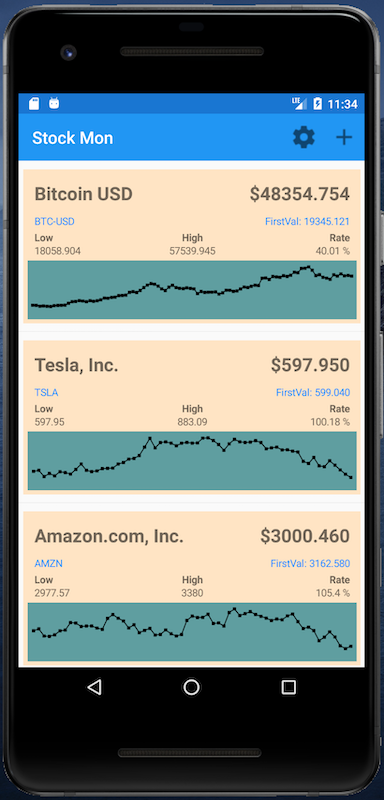 LTE 11:34
Stock Mon
Bitcoin USD $48354.754
BTC-USD FirstVal: 19345.121
Low High Rate
18058.904 57539.945 40.01 %
Tesla, Inc. $597.950
TSLA FirstVal: 599.040
Low High Rate
597.95 883.09 100.18 %
Amazon.com, Inc. $3000.460
AMZN FirstVal: 3162.580
Low High Rate
2977.57 3380 105.4 %